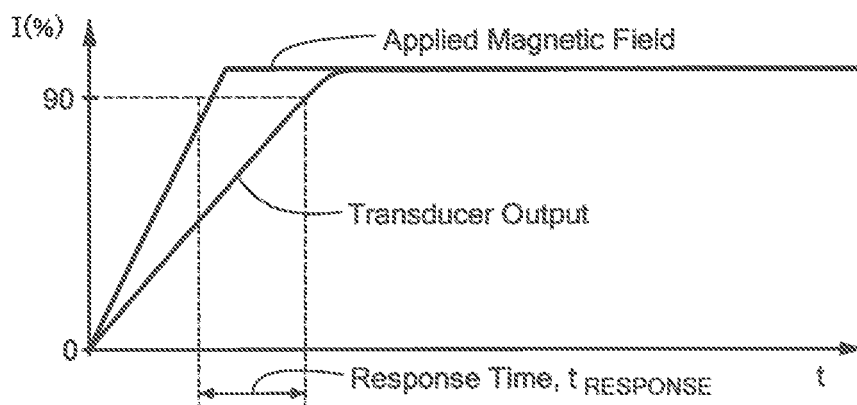 I(%)
Applied Magnetic Field
90
Transducer Output
0
Response Time, t RESPONSE
t